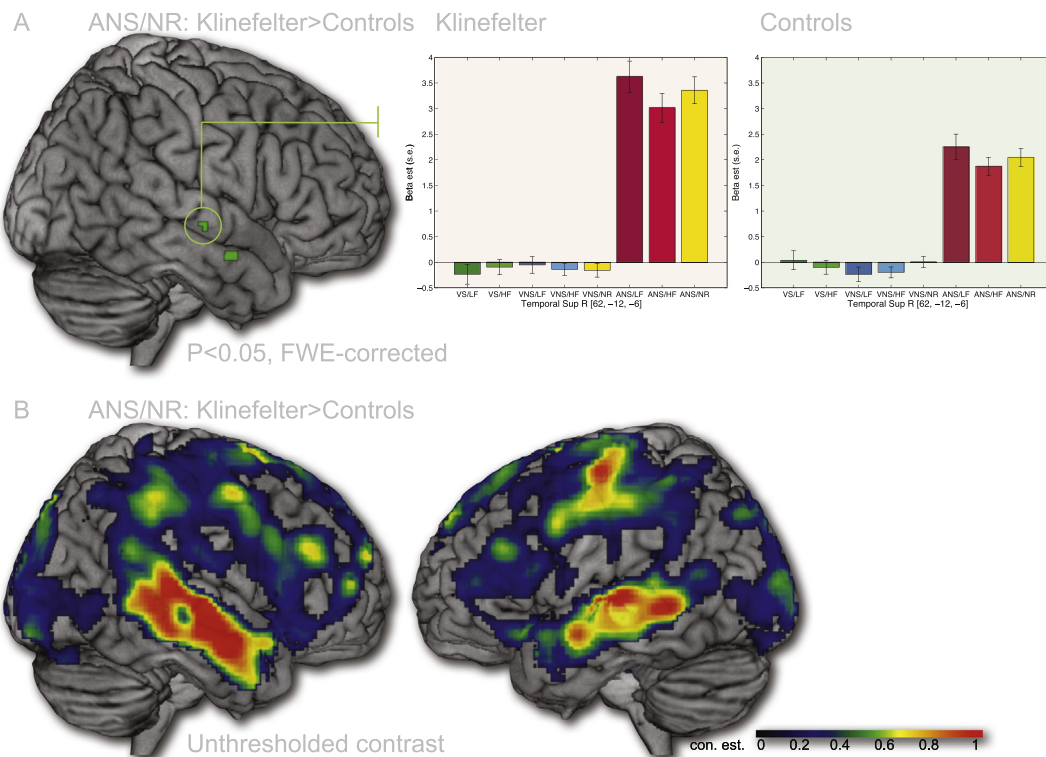 A ANS/NR: Klinefelter>Controls Klinefelter Controls
Beta est (s.e.)
4
3.5
3
2.5
2
1.5
1
0.5
0
−0.5
VS/LF VS/HF VNS/LF VNS/HF VNS/NR ANS/LF ANS/HF ANS/NR
Temporal Sup R [62, −12, −6]
Beta est (s.e.)
4
3.5
3
2.5
2
1.5
1
0.5
0
−0.5
VS/LF VS/HF VNS/LF VNS/HF VNS/NR ANS/LF ANS/HF ANS/NR
Temporal Sup R [62, −12, −6]
P<0.05, FWE-corrected
B ANS/NR: Klinefelter>Controls
Unthresholded contrast
con. est. 0 0.2 0.4 0.6 0.8 1